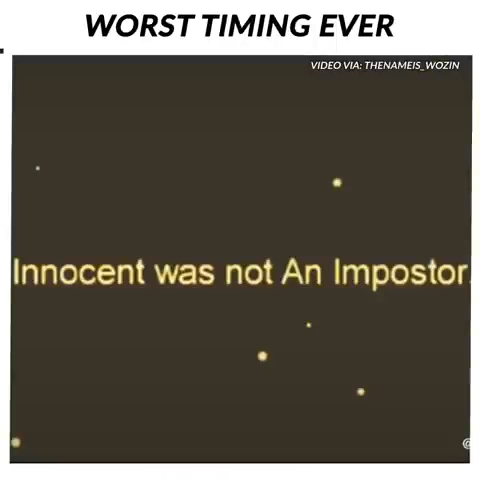 WORST TIMING EVER
VIDEO VIA: THENAMEIS_WOZIN
Innocent was not An Impostor.
@